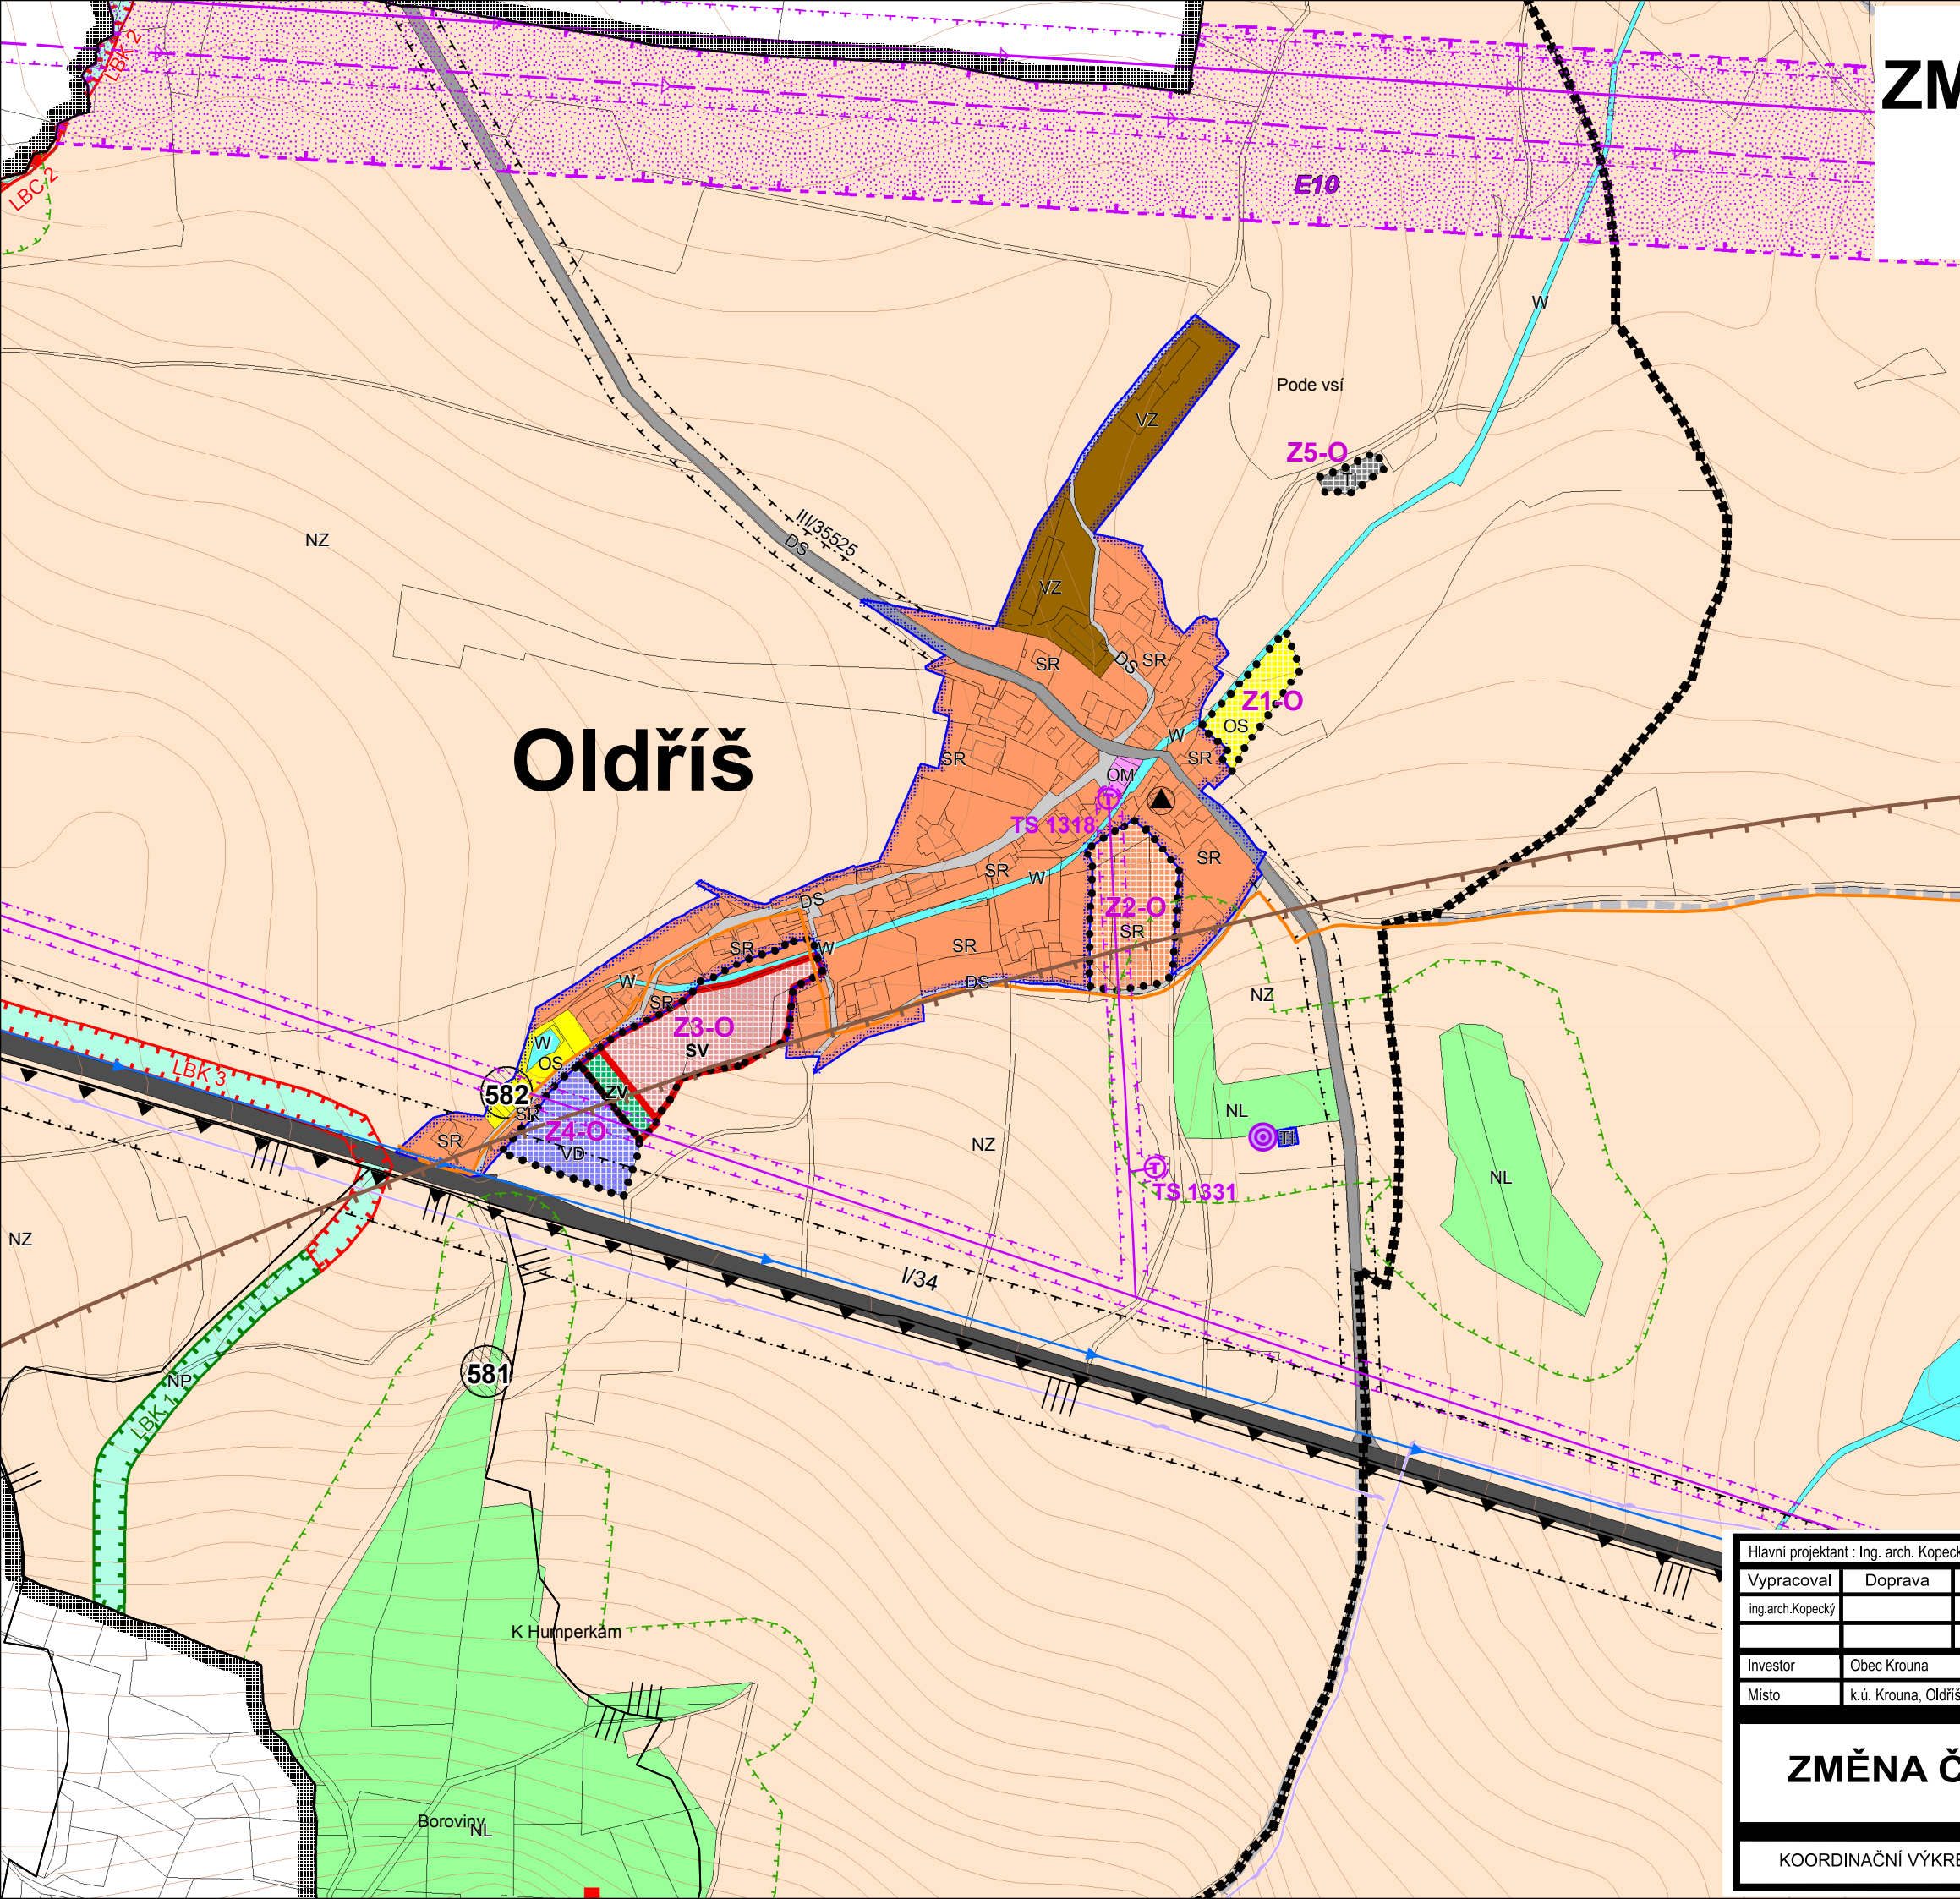 LBK 2
ZM
LBC 2
E10
W
Pode vsí
VZ
Z5-O
TI
III/35525
DS
NZ
VZ
SR
DS
SR
Z1-O
OS
Oldříš
W
SR
SR
OM
TS 1318
SR
SR
W
Z2-O
SR
DS
SR
W
SR
DS
W
SR
NZ
Z3-O
SV
W
OS
LBK 3
582
ZV
SR
Z4-O
SR
VD
NZ
NL
TI
T
T
TS 1331
NL
NZ
I/34
581
NP
LBK 1
Hlavní projektant : Ing. arch. Kopeck
Vypracoval Doprava
ing.arch.Kopecký
K Humperkám
Investor Obec Krouna
Místo k.ú. Krouna, Oldříš
ZMĚNA Č
Boroviny
NL
KOORDINAČNÍ VÝKRE